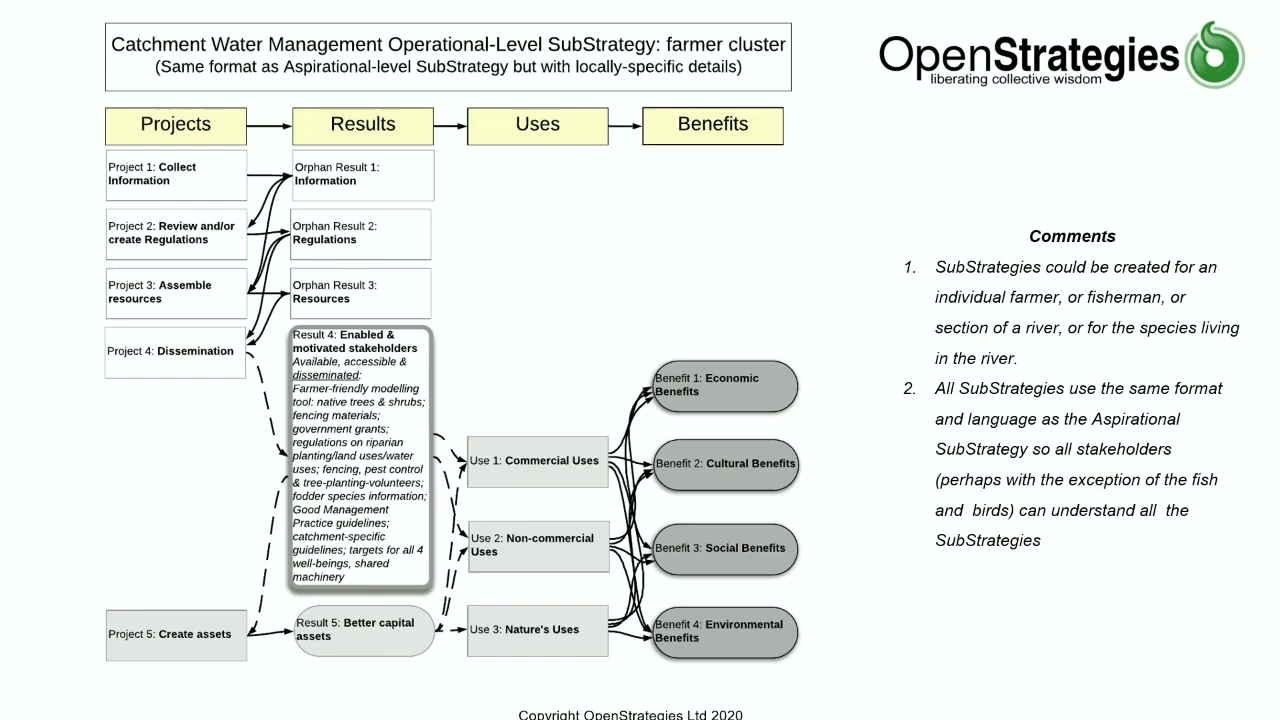 Catchment Water Management Operational-Level SubStrategy: farmer cluster
(Same format as Aspirational-level SubStrategy but with locally-specific details)
OpenStrategies
liberating collective wisdom
Projects
Results
Uses
Benefits
Project 1: Collect
Information
Orphan Result 1:
Information
Project 2: Review and/or
create Regulations
Orphan Result 2:
Regulations
Project 3: Assemble
resources
Orphan Result 3:
Resources
Project 4: Dissemination
Result 4: Enabled &
motivated stakeholders
Available, accessible &
disseminated:
Farmer-friendly modelling
tool: native trees & shrubs;
fencing materials;
government grants;
regulations on riparian
planting/land uses/water
uses; fencing, pest control
& tree-planting-volunteers;
fodder species information;
Good Management
Practice guidelines;
catchment-specific
guidelines; targets for all 4
well-beings, shared
machinery
Project 5: Create assets
Result 5: Better capital
assets
Use 1: Commercial Uses
Use 2: Non-commercial
Uses
Use 3: Nature's Uses
Benefit 1: Economic
Benefits
Benefit 2: Cultural Benefits
Benefit 3: Social Benefits
Benefit 4: Environmental
Benefits
Comments
1. SubStrategies could be created for an
individual farmer, or fisherman, or
section of a river, or for the species living
in the river.
2. All SubStrategies use the same format
and language as the Aspirational
SubStrategy so all stakeholders
(perhaps with the exception of the fish
and birds) can understand all the
SubStrategies
Copyright OpenStrategies Ltd 2020